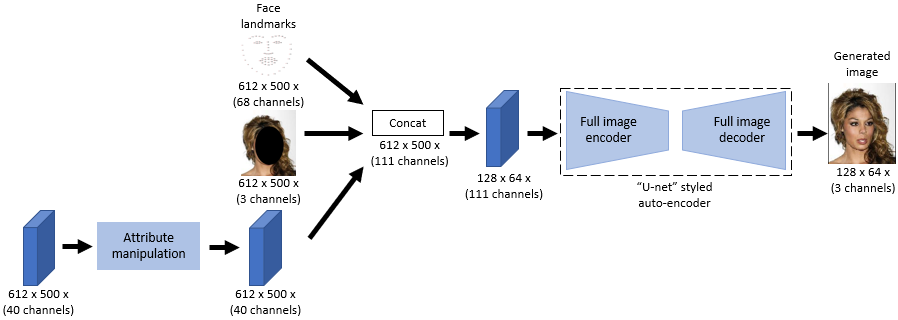 Face
landmarks
612 x 500 x
(68 channels)
612 x 500 x
(3 channels)
612 x 500 x
(40 channels)
Attribute
manipulation
612 x 500 x
(40 channels)
Concat
612 x 500 x
(111 channels)
128 x 64 x
(111 channels)
Full image
encoder
Full image
decoder
“U-net” styled
auto-encoder
Generated
image
128 x 64 x
(3 channels)